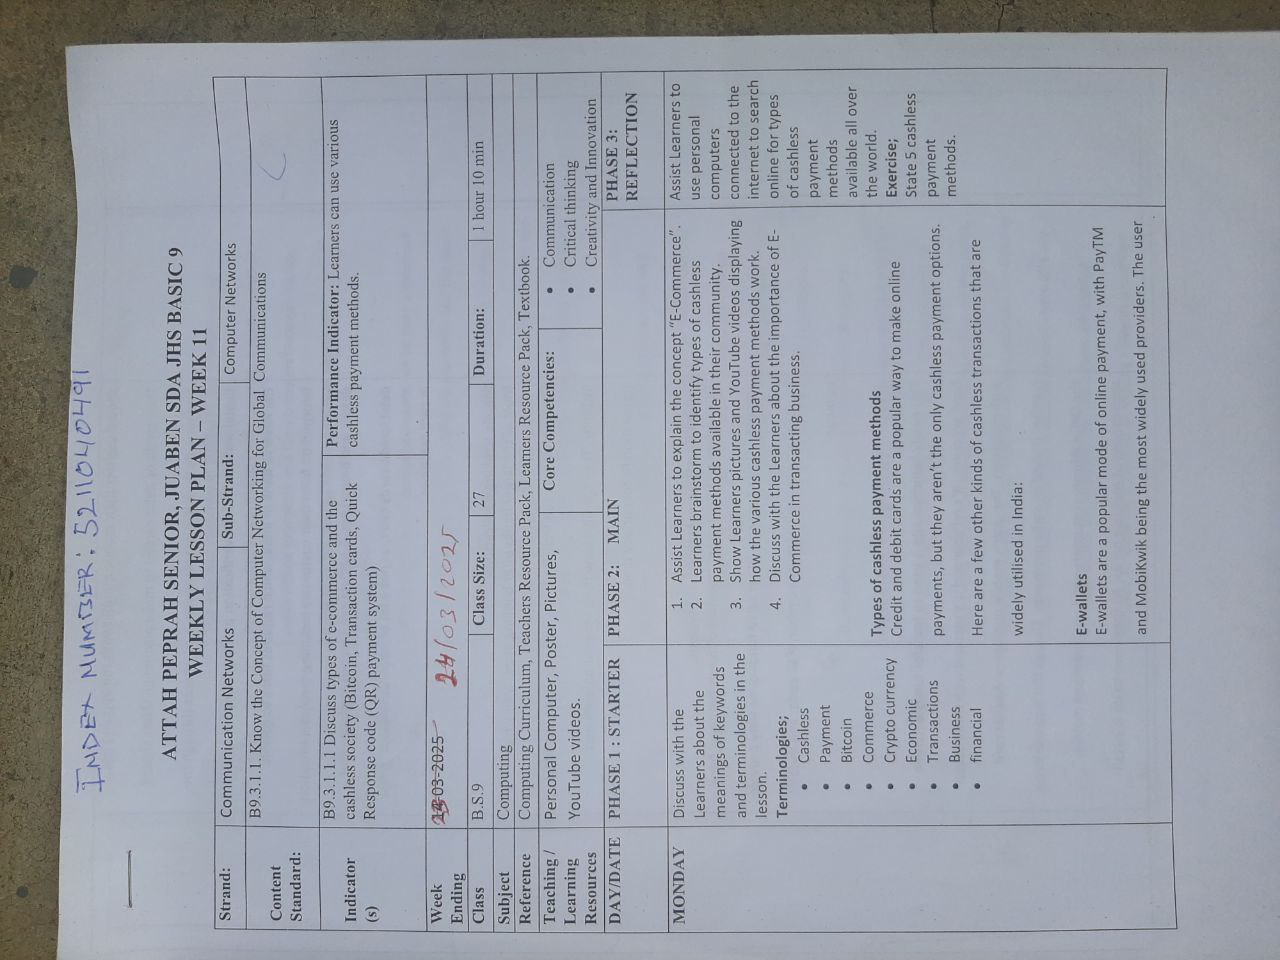 INDEX NUMBER: 5211040491
ATTAH PEPRAH SENIOR, JUABEN SDA JHS BASIC 9
WEEKLY LESSON PLAN – WEEK 11
Strand: Communication Networks Sub-Strand: Computer Networks
Content Standard: B9.3.1.1. Know the Concept of Computer Networking for Global Communications
Indicator (s)
B9.3.1.1.1 Discuss types of e-commerce and the
cashless society (Bitcoin, Transaction cards, Quick
Response code (QR) payment system)
Performance Indicator: Learners can use various
cashless payment methods.
Week Ending
-03-2025 24/03/2025
Class B.S.9 Class Size: 27 Duration: 1 hour 10 min
Subject Computing
Reference Computing Curriculum, Teachers Resource Pack, Learners Resource Pack, Textbook.
Teaching /
Learning
Resources
Personal Computer, Poster, Pictures,
YouTube videos.
Core Competencies:
• Communication
• Critical thinking
• Creativity and Innovation
DAY/DATE PHASE 1 : STARTER PHASE 2: MAIN PHASE 3:
REFLECTION
MONDAY
Discuss with the
Learners about the
meanings of keywords
and terminologies in the
lesson.
Terminologies;
• Cashless
• Payment
• Bitcoin
• Commerce
• Crypto currency
• Economic
• Transactions
• Business
• financial
1. Assist Learners to explain the concept “E-Commerce”.
2. Learners brainstorm to identify types of cashless
payment methods available in their community.
3. Show Learners pictures and YouTube videos displaying
how the various cashless payment methods work.
4. Discuss with the Learners about the importance of E-
Commerce in transacting business.
Types of cashless payment methods
Credit and debit cards are a popular way to make online
payments, but they aren’t the only cashless payment options.
Here are a few other kinds of cashless transactions that are
widely utilised in India:
E-wallets
E-wallets are a popular mode of online payment, with PayTM
and MobiKwik being the most widely used providers. The user
Assist Learners to
use personal
computers
connected to the
internet to search
online for types
of cashless
payment
methods
available all over
the world.
Exercise;
State 5 cashless
payment
methods.